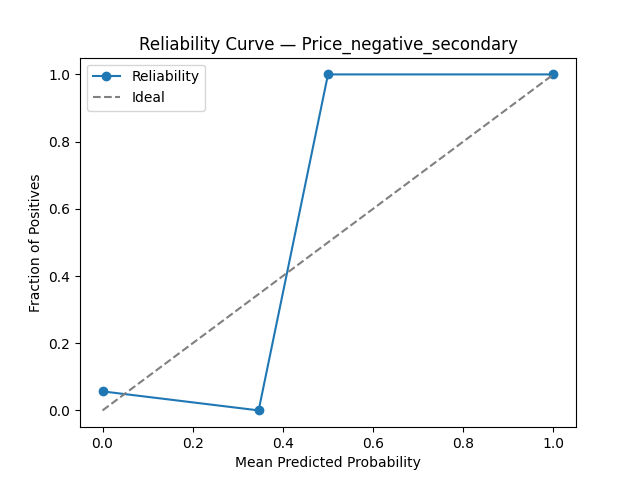 Reliability Curve — Price_negative_secondary
Reliability
Ideal
1.0
0.8
0.6
0.4
0.2
0.0
Fraction of Positives
0.0 0.2 0.4 0.6 0.8 1.0
Mean Predicted Probability